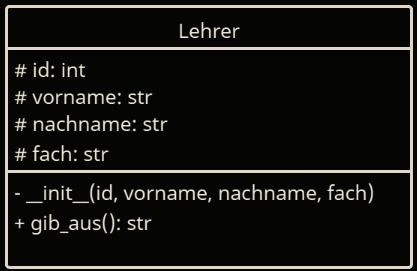 Lehrer
# id: int
# vorname: str
# nachname: str
# fach: str
- __init__(id, vorname, nachname, fach)
+ gib_aus(): str